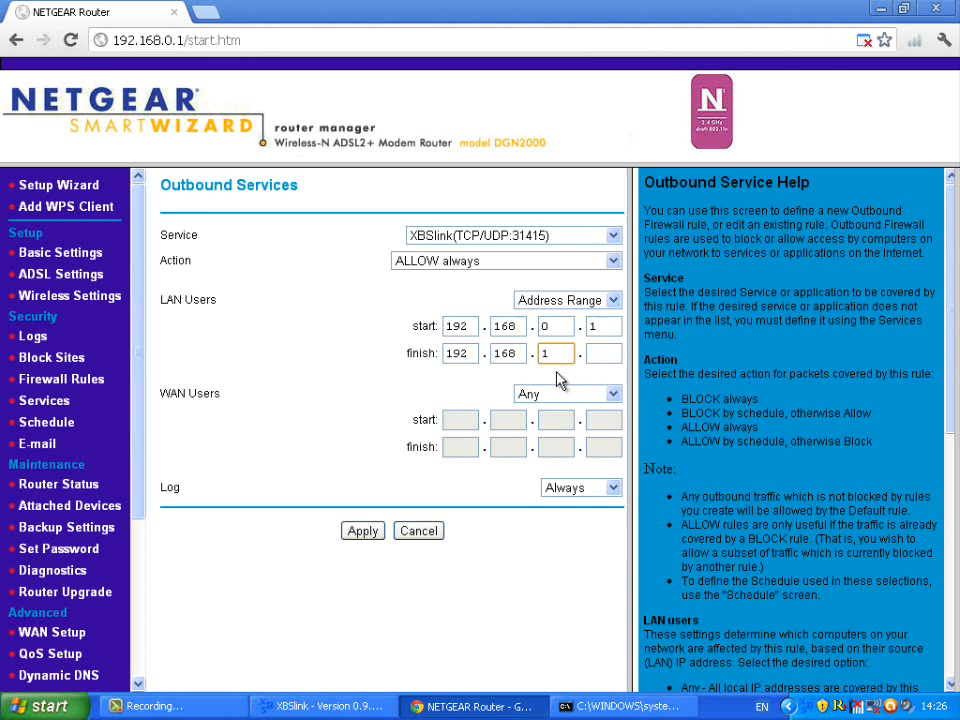 NETGEAR Router
192.168.0.1/start.htm
NETGEAR
SMARTWIZARD
router manager
Wireless-N ADSL2+ Modem Router model DGN2000
N
2.4 GHz
draft 802.11n
Setup Wizard
Add WPS Client
Setup
Basic Settings
ADSL Settings
Wireless Settings
Security
Logs
Block Sites
Firewall Rules
Services
Schedule
E-mail
Maintenance
Router Status
Attached Devices
Backup Settings
Set Password
Diagnostics
Router Upgrade
Advanced
WAN Setup
QoS Setup
Dynamic DNS
Outbound Services
Service XBSlink(TCP/UDP:31415)
Action ALLOW always
LAN Users Address Range
start: 192 . 168 . 0 . 1
finish: 192 . 168 . 1 .
WAN Users Any
start: . . .
finish: . . .
Log Always
Apply Cancel
Outbound Service Help
You can use this screen to define a new Outbound
Firewall rule, or edit an existing rule. Outbound Firewall
rules are used to block or allow access by computers on
your network to services or applications on the Internet.
Service
Select the desired Service or application to be covered by
this rule. If the desired service or application does not
appear in the list, you must define it using the Services
menu.
Action
Select the desired action for packets covered by this rule:
• BLOCK always
• BLOCK by schedule, otherwise Allow
• ALLOW always
• ALLOW by schedule, otherwise Block
Note:
• Any outbound traffic which is not blocked by rules
you create will be allowed by the Default rule.
• ALLOW rules are only useful if the traffic is already
covered by a BLOCK rule. (That is, you wish to
allow a subset of traffic which is currently blocked
by another rule.)
• To define the Schedule used in these selections,
use the "Schedule" screen.
LAN users
These settings determine which computers on your
network are affected by this rule, based on their source
(LAN) IP address. Select the desired option:
• Any - All local IP addresses are covered by this
start
Recording...
XBSlink - Version 0.9....
NETGEAR Router - G...
C:\WINDOWS\syste...
EN
14:26